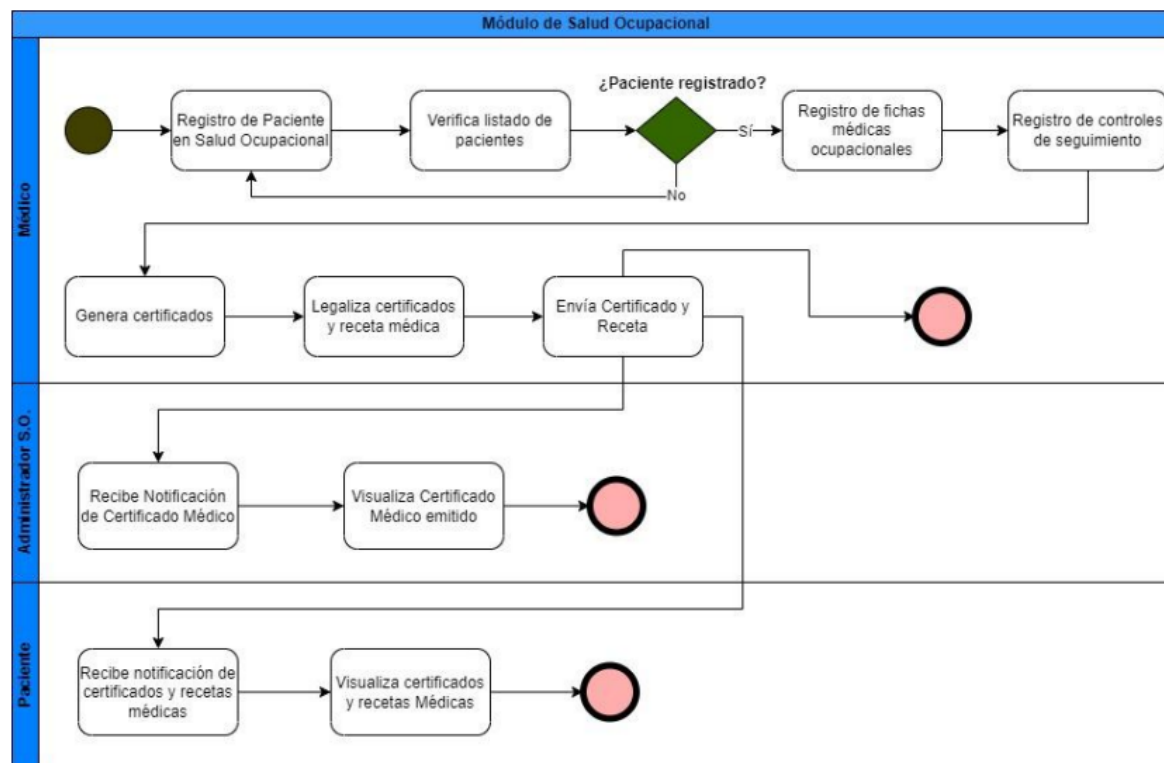 Módulo de Salud Ocupacional
Médico
¿Paciente registrado?
Registro de Paciente
en Salud Ocupacional
Verifica listado de
pacientes
Sí
Registro de fichas
médicas
ocupacionales
Registro de controles
de seguimiento
No
Genera certificados
Legaliza certificados
y receta médica
Envía Certificado y
Receta
Administrador S.O.
Recibe Notificación
de Certificado Médico
Visualiza Certificado
Médico emitido
Paciente
Recibe notificación de
certificados y recetas
médicas
Visualiza certificados
y recetas Médicas